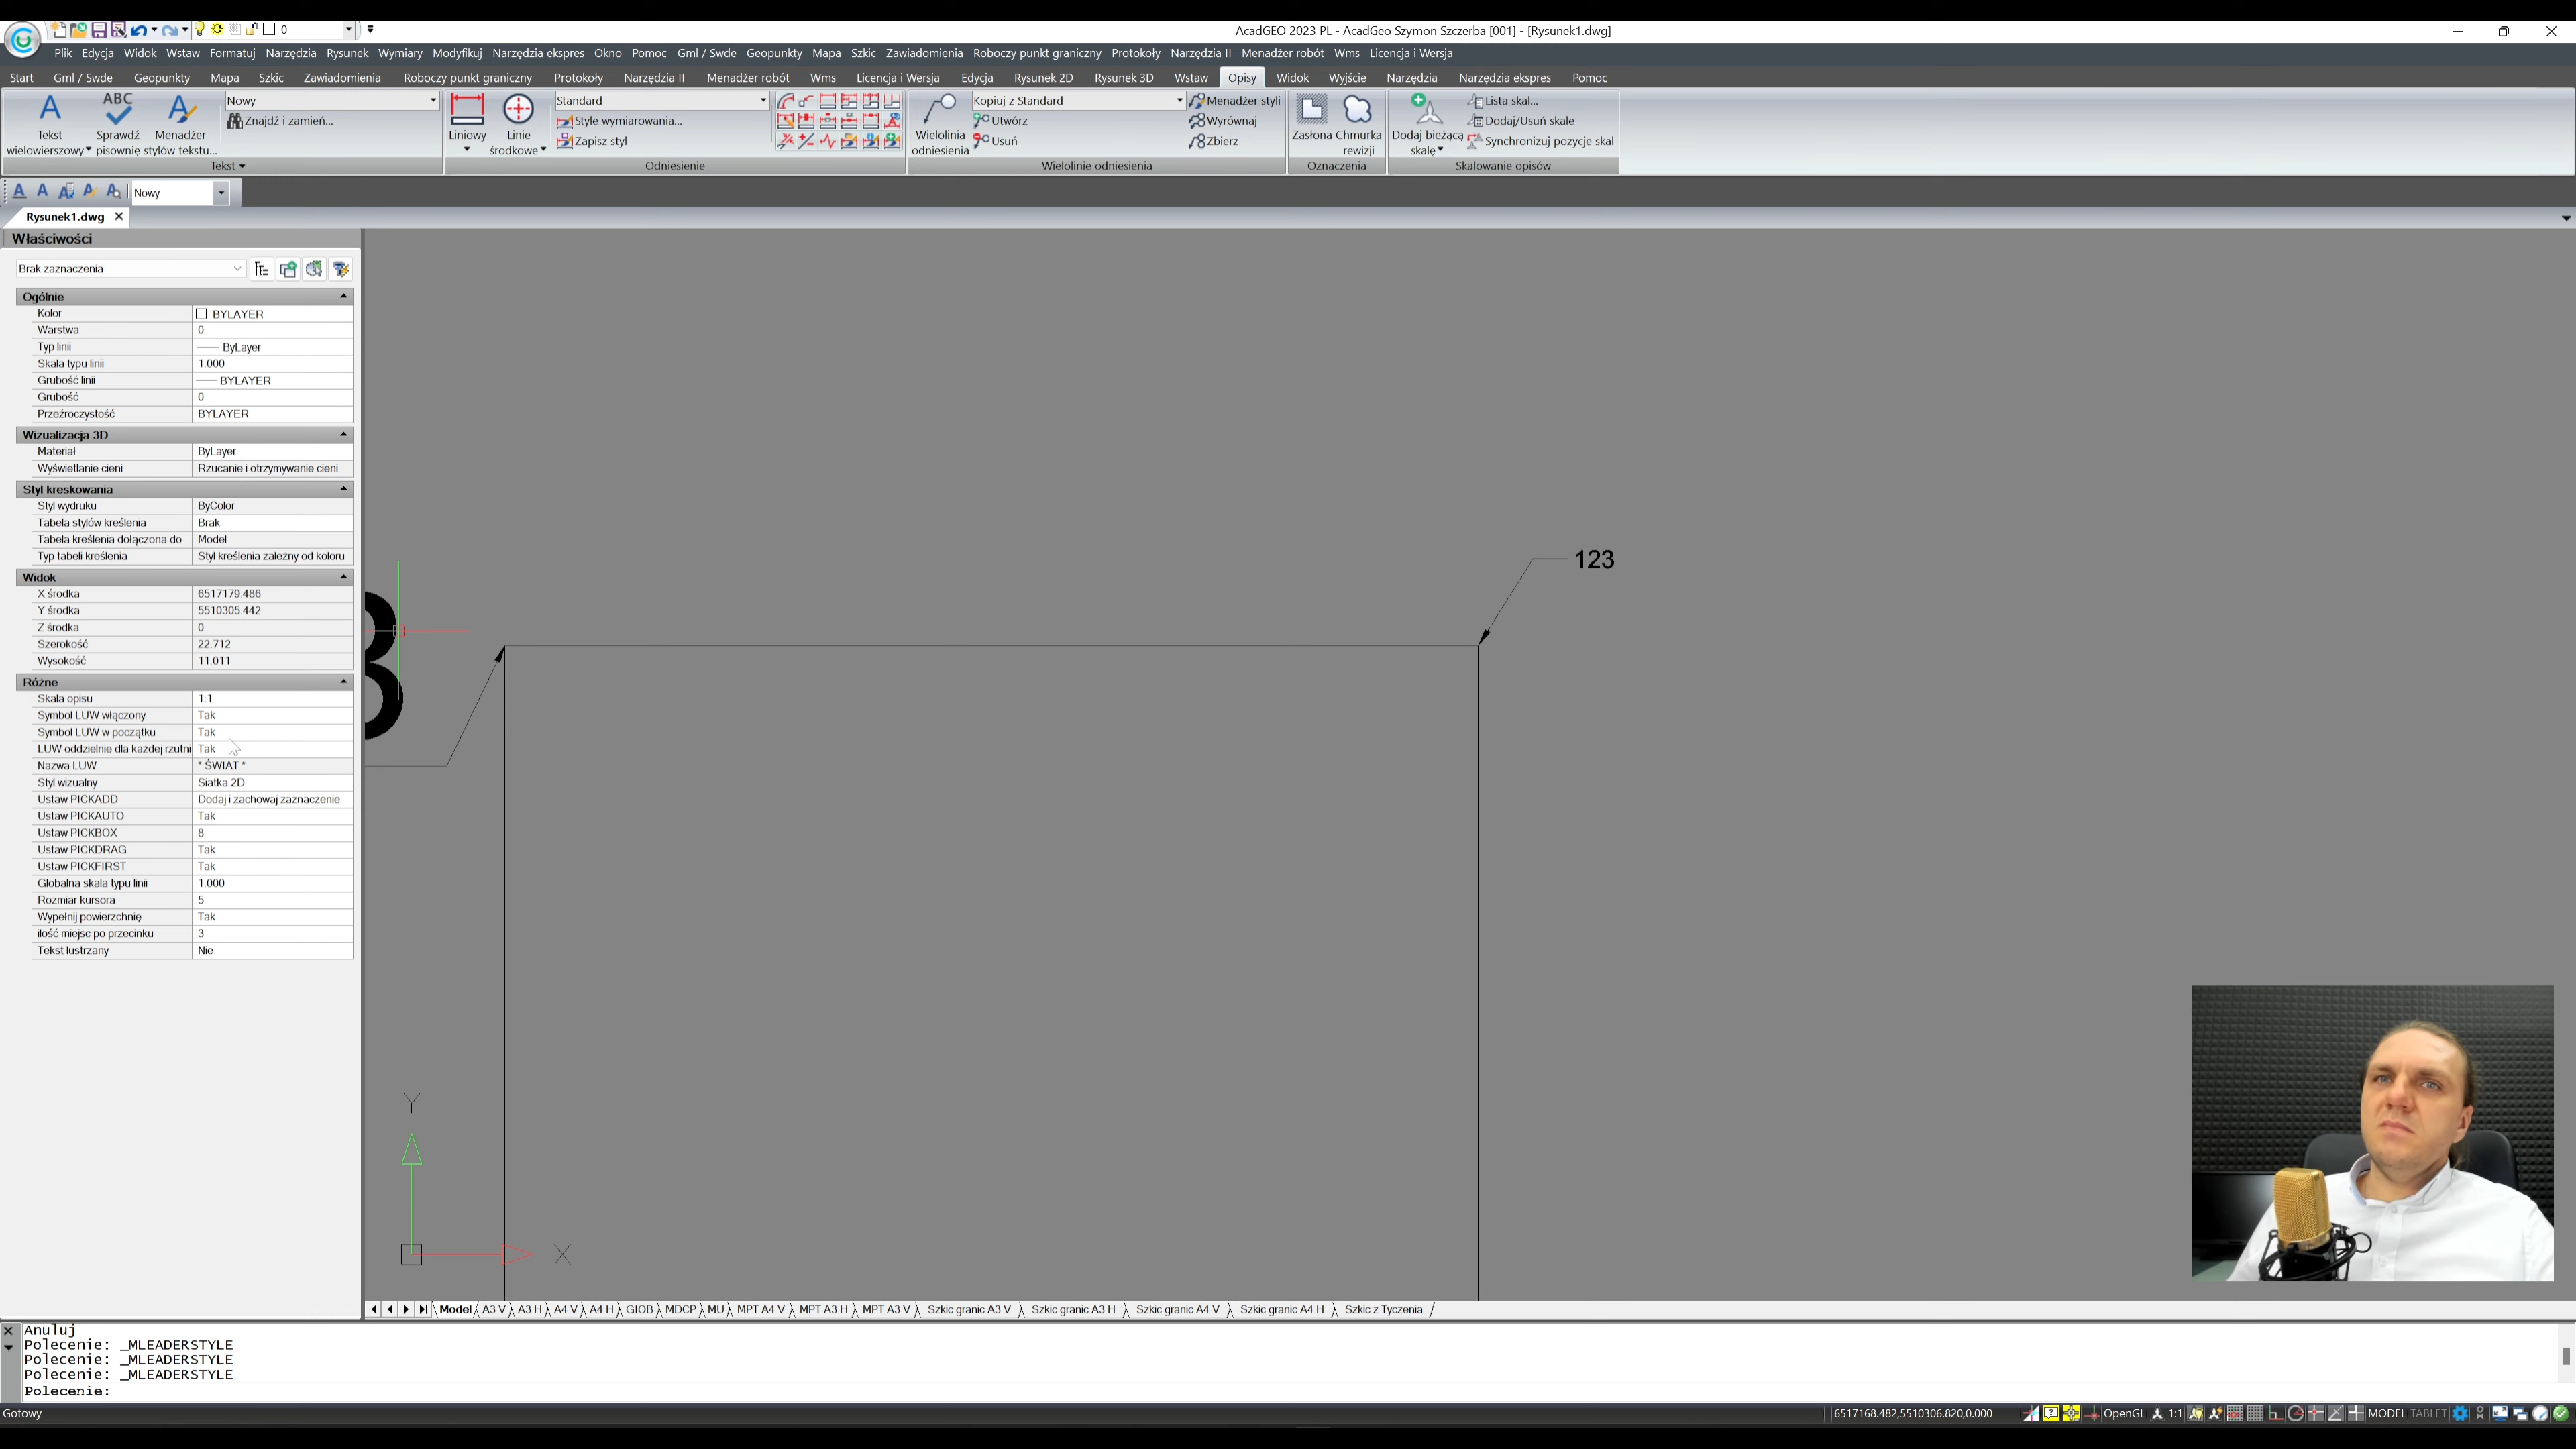 0
AcadGEO 2023 PL - AcadGeo Szymon Szczerba [001] - [Rysunek1.dwg]
Plik Edycja Widok Wstaw Formatuj Narzędzia Rysunek Wymiary Modyfikuj Narzędzia ekspres Okno Pomoc Gml / Swde Geopunkty Mapa Szkic Zawiadomienia Roboczy punkt graniczny Protokoły Narzędzia II Menadżer robót Wms Licencja i Wersja
Start Gml / Swde Geopunkty Mapa Szkic Zawiadomienia Roboczy punkt graniczny Protokoły Narzędzia II Menadżer robót Wms Licencja i Wersja Edycja Rysunek 2D Rysunek 3D Wstaw Opisy Widok Wyjście Narzędzia Narzędzia ekspres Pomoc
Tekst wielowierszowy
ABC
Sprawdź pisownię
Menadżer stylów tekstu...
Nowy
Znajdź i zamień...
Tekst
Liniowy
Linie środkowe
Standard
Style wymiarowania...
Zapisz styl
Odniesienie
Wielolinia odniesienia
Kopiuj z Standard
Utwórz
Usuń
Menadżer styli
Wyrównaj
Zbierz
Wielolinie odniesienia
Zasłona
Chmurka rewizji
Oznaczenia
Dodaj bieżącą skalę
Lista skal...
Dodaj/Usuń skale
Synchronizuj pozycje skal
Skalowanie opisów
Nowy
Rysunek1.dwg
Właściwości
Brak zaznaczenia
Ogólnie
Kolor BYLAYER
Warstwa 0
Typ linii ByLayer
Skala typu linii 1.000
Grubość linii BYLAYER
Grubość 0
Przeźroczystość BYLAYER
Wizualizacja 3D
Materiał ByLayer
Wyświetlanie cieni Rzucanie i otrzymywanie cieni
Styl kreskowania
Styl wydruku ByColor
Tabela stylów kreślenia Brak
Tabela kreślenia dołączona do Model
Typ tabeli kreślenia Styl kreślenia zależny od koloru
Widok
X środka 6517179.486
Y środka 5510305.442
Z środka 0
Szerokość 22.712
Wysokość 11.011
Różne
Skala opisu 1:1
Symbol LUW włączony Tak
Symbol LUW w początku Tak
LUW oddzielnie dla każdej rzutni Tak
Nazwa LUW * ŚWIAT *
Styl wizualny Siatka 2D
Ustaw PICKADD Dodaj i zachowaj zaznaczenie
Ustaw PICKAUTO Tak
Ustaw PICKBOX 8
Ustaw PICKDRAG Tak
Ustaw PICKFIRST Tak
Globalna skala typu linii 1.000
Rozmiar kursora 5
Wypełnij powierzchnię Tak
ilość miejsc po przecinku 3
Tekst lustrzany Nie
123
3
Y
X
Model A3 V A3 H A4 V A4 H GIOB MDCP MU MPT A4 V MPT A3 H MPT A3 V Szkic granic A3 V Szkic granic A3 H Szkic granic A4 V Szkic granic A4 H Szkic z Tyczenia
Anuluj
Polecenie: _MLEADERSTYLE
Polecenie: _MLEADERSTYLE
Polecenie: _MLEADERSTYLE
Polecenie:
Gotowy
6517168.482,5510306.820,0.000
OpenGL 1:1 MODEL TABLET